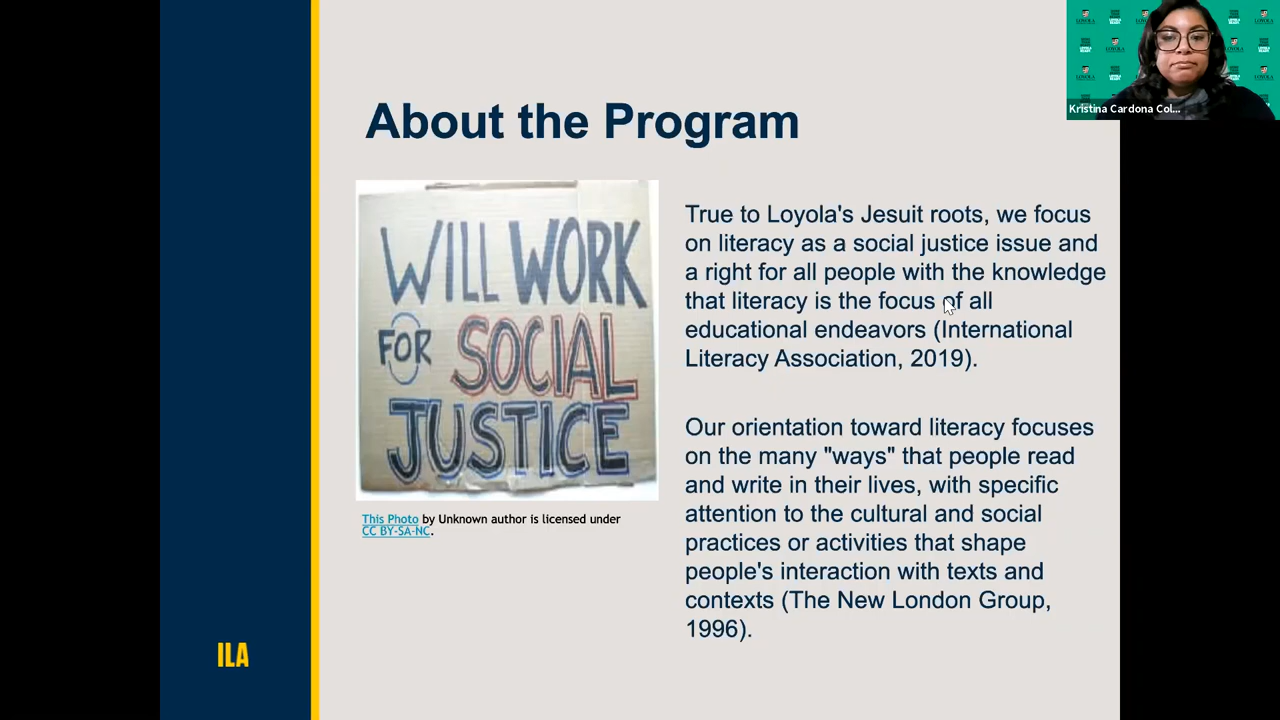 Kristina Cardona Col...
About the Program
WILL WORK
FOR SOCIAL
JUSTICE
This Photo by Unknown author is licensed under
CC BY-SA-NC.
True to Loyola's Jesuit roots, we focus
on literacy as a social justice issue and
a right for all people with the knowledge
that literacy is the focus of all
educational endeavors (International
Literacy Association, 2019).
Our orientation toward literacy focuses
on the many "ways" that people read
and write in their lives, with specific
attention to the cultural and social
practices or activities that shape
people's interaction with texts and
contexts (The New London Group,
1996).
ILA